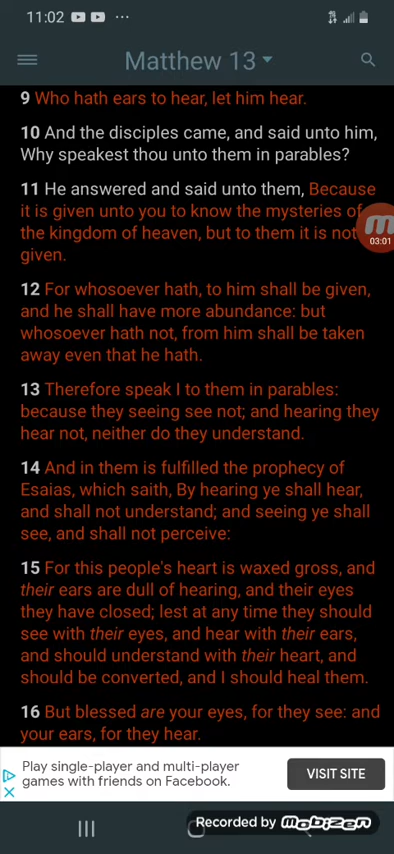 11:02
Matthew 13
9 Who hath ears to hear, let him hear.
10 And the disciples came, and said unto him,
Why speakest thou unto them in parables?
11 He answered and said unto them, Because
it is given unto you to know the mysteries of
the kingdom of heaven, but to them it is not
given.
03:01
12 For whosoever hath, to him shall be given,
and he shall have more abundance: but
whosoever hath not, from him shall be taken
away even that he hath.
13 Therefore speak I to them in parables:
because they seeing see not; and hearing they
hear not, neither do they understand.
14 And in them is fulfilled the prophecy of
Esaias, which saith, By hearing ye shall hear,
and shall not understand; and seeing ye shall
see, and shall not perceive:
15 For this people's heart is waxed gross, and
their ears are dull of hearing, and their eyes
they have closed; lest at any time they should
see with their eyes, and hear with their ears,
and should understand with their heart, and
should be converted, and I should heal them.
16 But blessed are your eyes, for they see: and
your ears, for they hear.
Play single-player and multi-player
games with friends on Facebook.
VISIT SITE
Recorded by mobizen